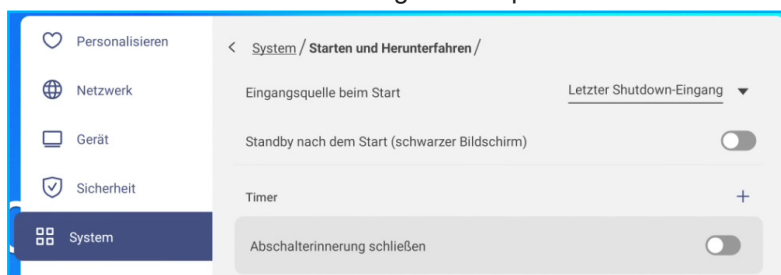 Personalisieren
< System / Starten und Herunterfahren /
Netzwerk
Eingangsquelle beim Start
Letzter Shutdown-Eingang
Gerät
Standby nach dem Start (schwarzer Bildschirm)
Sicherheit
Timer
+
System
Abschalterinnerung schließen